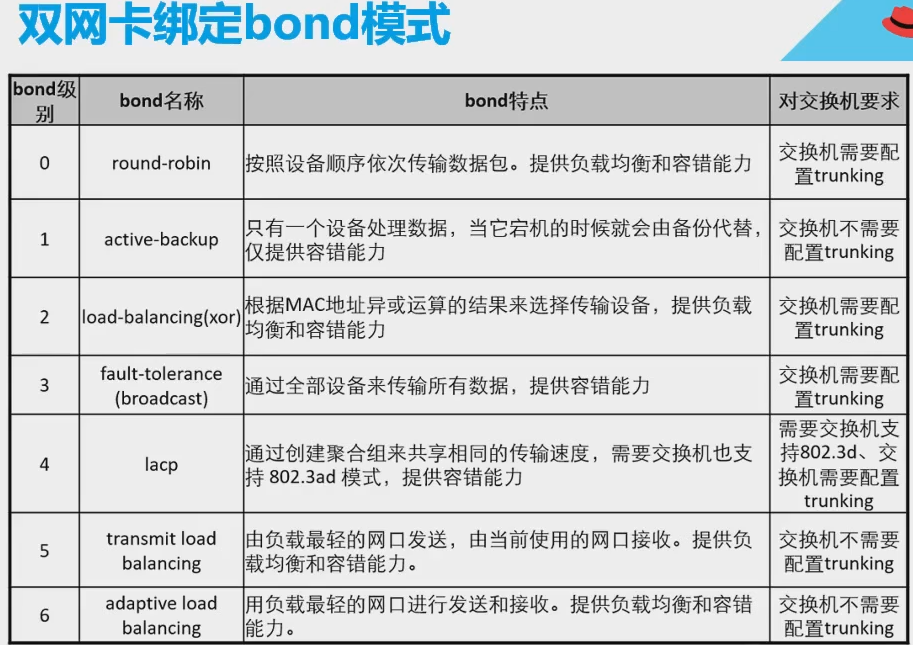 双网卡绑定bond模式
bond级
别
bond名称
bond特点
对交换机要求
0
round-robin
按照设备顺序依次传输数据包。提供负载均衡和容错能力
交换机需要配
置trunking
1
active-backup
只有一个设备处理数据，当它宕机的时候就会由备份代替，
仅提供容错能力
交换机不需要
配置trunking
2
load-balancing(xor)
根据MAC地址异或运算的结果来选择传输设备，提供负载
均衡和容错能力
交换机需要配
置trunking
3
fault-tolerance
(broadcast)
通过全部设备来传输所有数据，提供容错能力
交换机需要配
置trunking
4
lacp
通过创建聚合组来共享相同的传输速度，需要交换机也支
持 802.3ad 模式，提供容错能力
需要交换机支
持802.3d、交
换机需要配置
trunking
5
transmit load
balancing
由负载最轻的网口发送，由当前使用的网口接收。提供负
载均衡和容错能力。
交换机不需要
配置trunking
6
adaptive load
balancing
用负载最轻的网口进行发送和接收。提供负载均衡和容错
能力。
交换机不需要
配置trunking